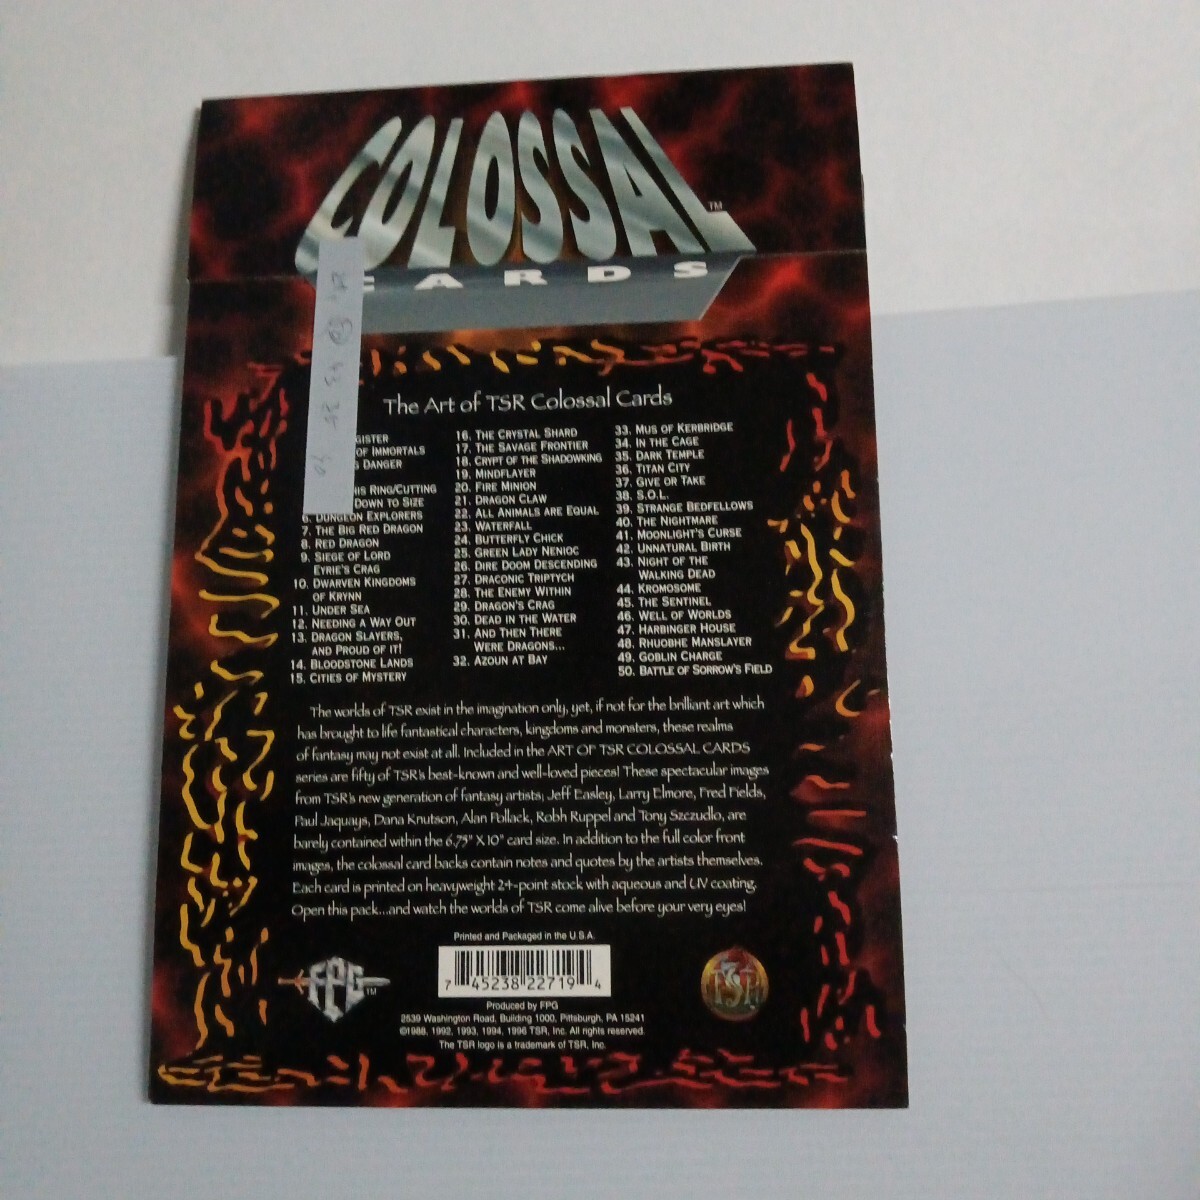 COLOSSAL™
CARDS
The Art of TSR Colossal Cards
OF IMMORTALS
DANGER
RING/CUTTING
DOWN TO SIZE
6. DUNGEON EXPLORERS
7. THE BIG RED DRAGON
8. RED DRAGON
9. SIEGE OF LORD
EYRIE'S CRAG
10. DWARVEN KINGDOMS
OF KRYNN
11. UNDER SEA
12. NEEDING A WAY OUT
13. DRAGON SLAYERS,
AND PROUD OF IT!
14. BLOODSTONE LANDS
15. CITIES OF MYSTERY
16. THE CRYSTAL SHARD
17. THE SAVAGE FRONTIER
18. CRYPT OF THE SHADOWKING
19. MINDFLAYER
20. FIRE MINION
21. DRAGON CLAW
22. ALL ANIMALS ARE EQUAL
23. WATERFALL
24. BUTTERFLY CHICK
25. GREEN LADY NENIOC
26. DIRE DOOM DESCENDING
27. DRACONIC TRIPTYCH
28. THE ENEMY WITHIN
29. DRAGON'S CRAG
30. DEAD IN THE WATER
31. AND THEN THERE
WERE DRAGONS...
32. AZOUN AT BAY
33. MUS OF KERBRIDGE
34. IN THE CAGE
35. DARK TEMPLE
36. TITAN CITY
37. GIVE OR TAKE
38. S.O.L.
39. STRANGE BEDFELLOWS
40. THE NIGHTMARE
41. MOONLIGHT'S CURSE
42. UNNATURAL BIRTH
43. NIGHT OF THE
WALKING DEAD
44. KROMOSOME
45. THE SENTINEL
46. WELL OF WORLDS
47. HARBINGER HOUSE
48. RHUOBHE MANSLAYER
49. GOBLIN CHARGE
50. BATTLE OF SORROW'S FIELD
The worlds of TSR exist in the imagination only, yet, if not for the brilliant art which
has brought to life fantastical characters, kingdoms and monsters, these realms
of fantasy may not exist at all. Included in the ART OF TSR COLOSSAL CARDS
series are fifty of TSR's best-known and well-loved pieces! These spectacular images
from TSR's new generation of fantasy artists; Jeff Easley, Larry Elmore, Fred Fields,
Paul Jaquays, Dana Knutson, Alan Pollack, Robh Ruppel and Tony Szczudlo, are
barely contained within the 6.75" X 10" card size. In addition to the full color front
images, the colossal card backs contain notes and quotes by the artists themselves.
Each card is printed on heavyweight 24-point stock with aqueous and UV coating.
Open this pack...and watch the worlds of TSR come alive before your very eyes!
Printed and Packaged in the U.S.A.
7 45238 22719 4
FPG™
TSR
Produced by FPG
2539 Washington Road, Building 1000, Pittsburgh, PA 15241
©1988, 1992, 1993, 1994, 1996 TSR, Inc. All rights reserved.
The TSR logo is a trademark of TSR, Inc.